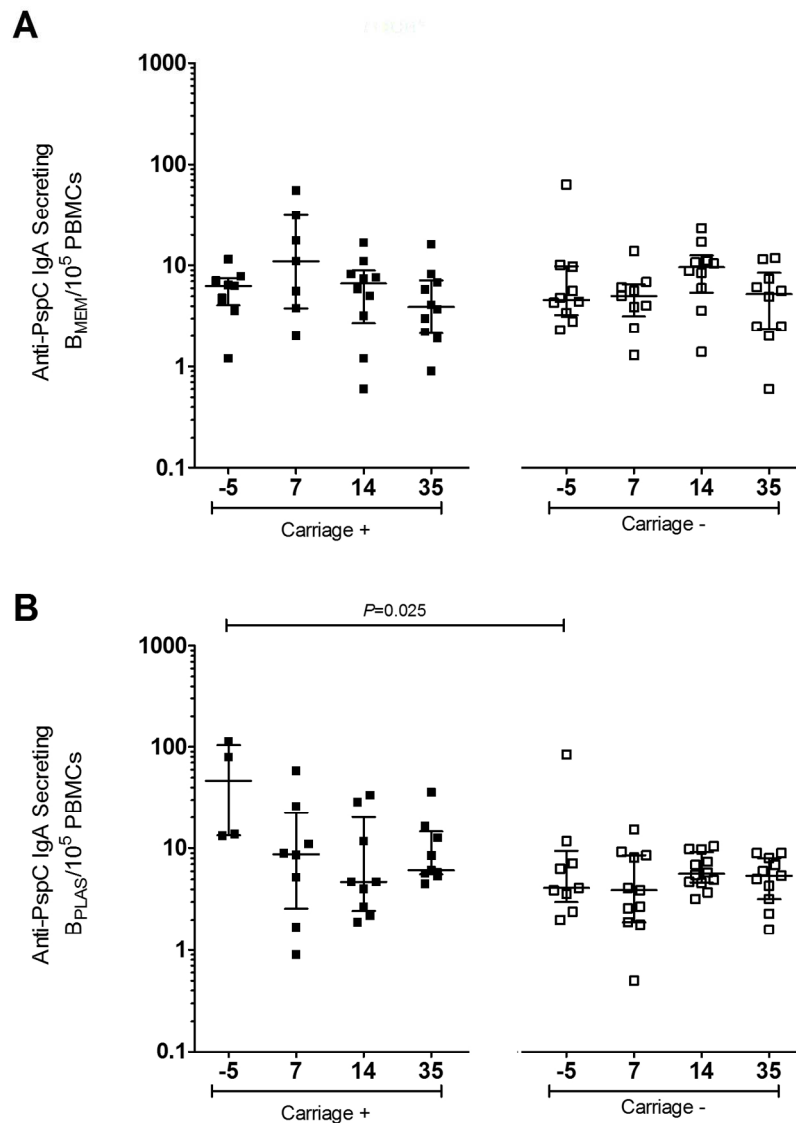 A
1000
100
10
1
0.1
Anti-PspC IgA Secreting
B_MEM/10^5 PBMCs
-5 7 14 35 -5 7 14 35
Carriage + Carriage -
B
P=0.025
1000
100
10
1
0.1
Anti-PspC IgA Secreting
B_PLAS/10^5 PBMCs
-5 7 14 35 -5 7 14 35
Carriage + Carriage -